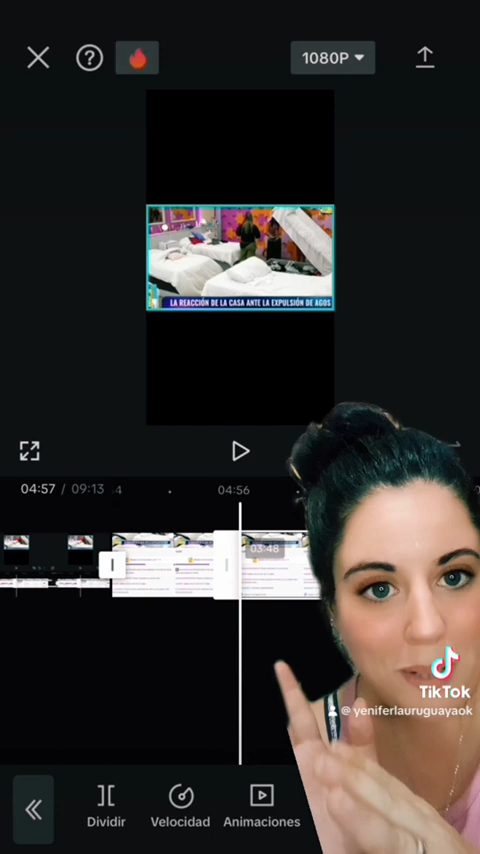 1080P
LA REACCIÓN DE LA CASA ANTE LA EXPULSIÓN DE AGOS
04:57 / 09:13
04:56
03:48
TikTok
@yeniferlauruguayaok
Dividir
Velocidad
Animaciones